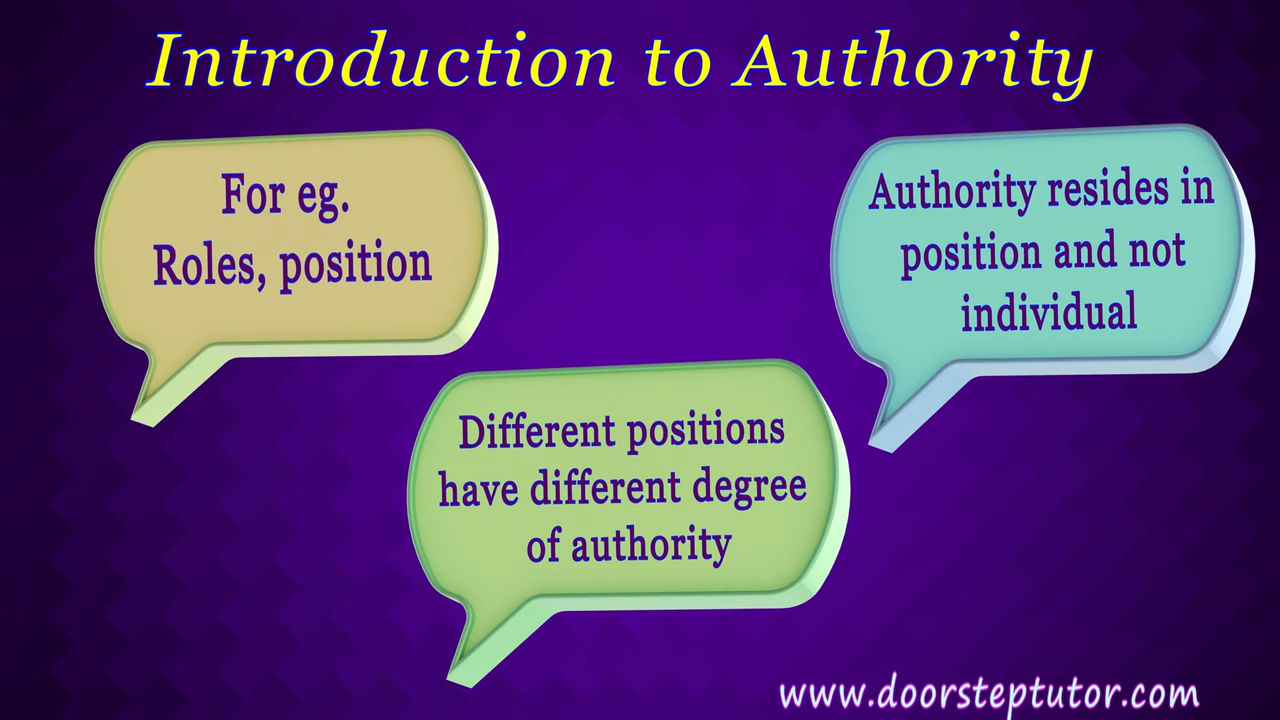 Introduction to Authority
For eg.
Roles, position
Different positions
have different degree
of authority
Authority resides in
position and not
individual
www.doorsteptutor.com